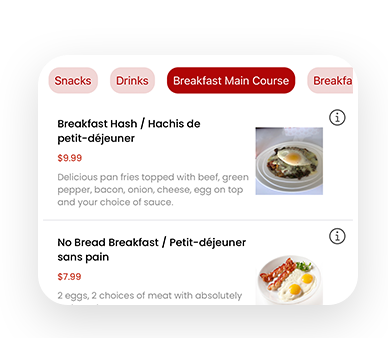 Snacks Drinks Breakfast Main Course Breakfa
Breakfast Hash / Hachis de
petit-déjeuner
$9.99
Delicious pan fries topped with beef, green
pepper, bacon, onion, cheese, egg on top
and your choice of sauce.
No Bread Breakfast / Petit-déjeuner
sans pain
$7.99
2 eggs, 2 choices of meat with absolutely